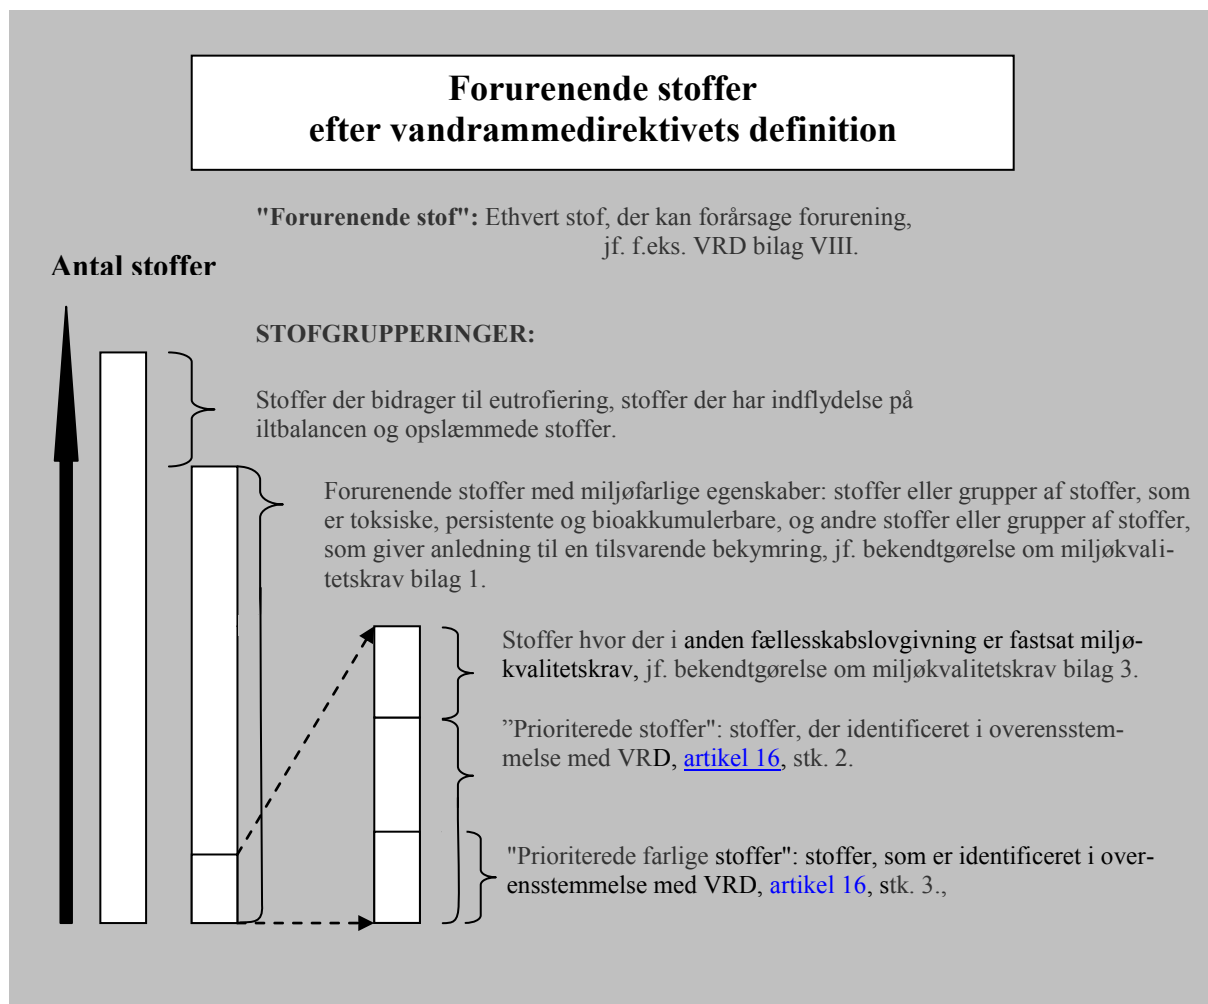 Forurenende stoffer
efter vandrammedirektivets definition
"Forurenende stof": Ethvert stof, der kan forårsage forurening,
jf. f.eks. VRD bilag VIII.
Antal stoffer
STOFGRUPPERINGER:
Stoffer der bidrager til eutrofiering, stoffer der har indflydelse på
iltbalancen og opslæmmede stoffer.
Forurenende stoffer med miljøfarlige egenskaber: stoffer eller grupper af stoffer, som
er toksiske, persistente og bioakkumulerbare, og andre stoffer eller grupper af stoffer,
som giver anledning til en tilsvarende bekymring, jf. bekendtgørelse om miljøkvali-
tetskrav bilag 1.
Stoffer hvor der i anden fællesskabslovgivning er fastsat miljø-
kvalitetskrav, jf. bekendtgørelse om miljøkvalitetskrav bilag 3.
”Prioriterede stoffer": stoffer, der identificeret i overensstem-
melse med VRD, artikel 16, stk. 2.
"Prioriterede farlige stoffer": stoffer, som er identificeret i over-
ensstemmelse med VRD, artikel 16, stk. 3.,